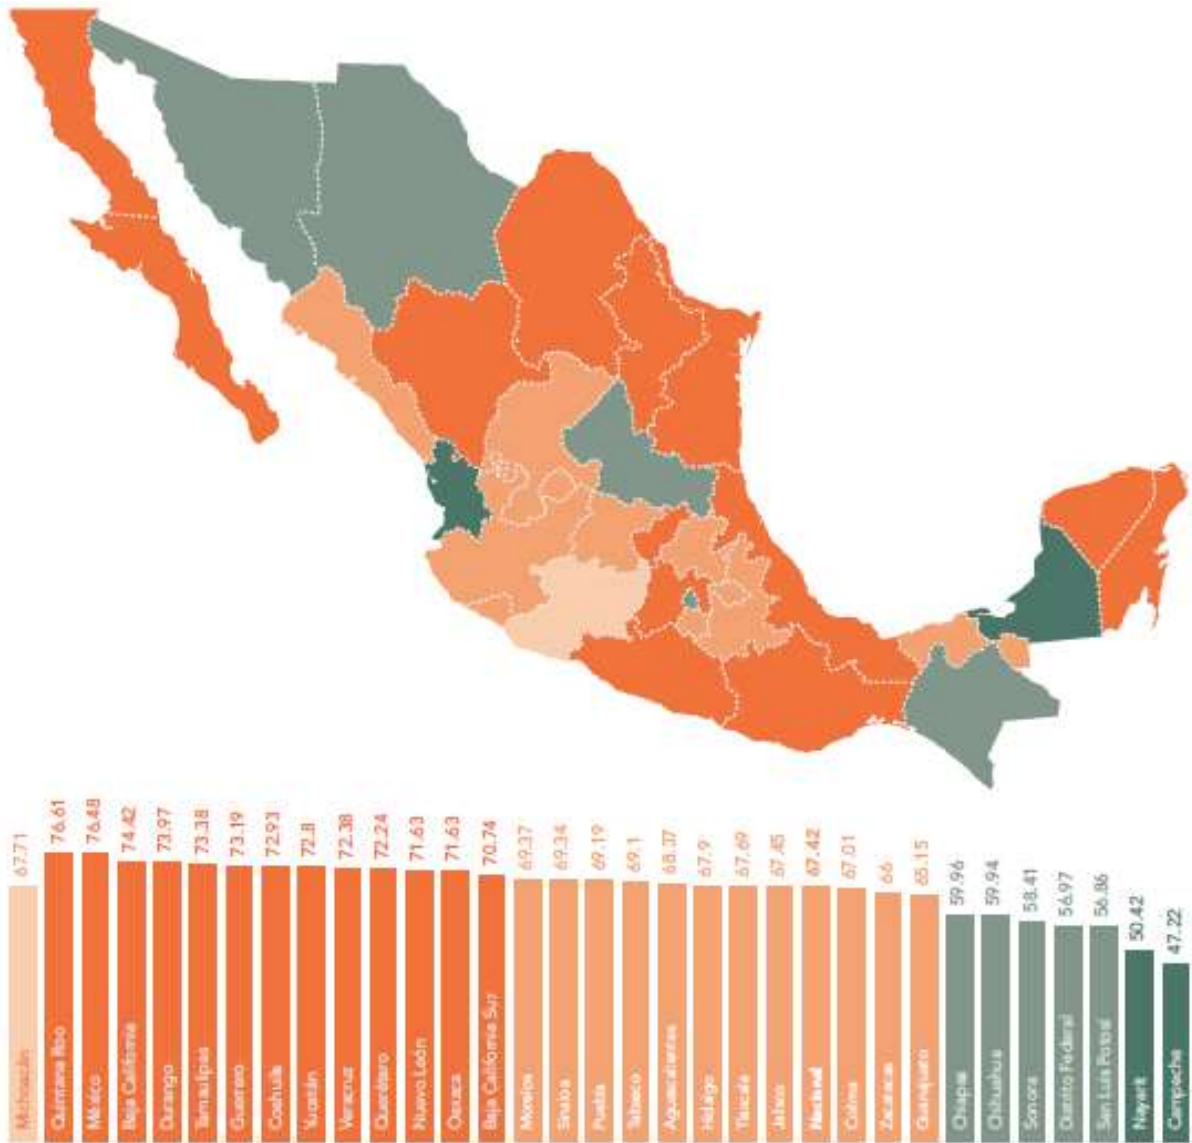 Michoacán 67.71
Quintana Roo 76.61
México 76.48
Baja California 74.42
Durango 73.97
Tamaulipas 73.38
Guerrero 73.19
Coahuila 72.93
Yucatán 72.8
Veracruz 72.38
Querétaro 72.24
Nuevo León 71.63
Oaxaca 71.63
Baja California Sur 70.74
Morelos 69.37
Sinaloa 69.34
Puebla 69.19
Tabasco 69.1
Aguascalientes 68.07
Hidalgo 67.9
Tlaxcala 67.69
Jalisco 67.45
Nacional 67.42
Colima 67.01
Zacatecas 66
Guanajuato 65.15
Chiapas 59.96
Chihuahua 59.94
Sonora 58.41
Distrito Federal 56.97
San Luis Potosí 56.86
Nayarit 50.42
Campeche 47.22